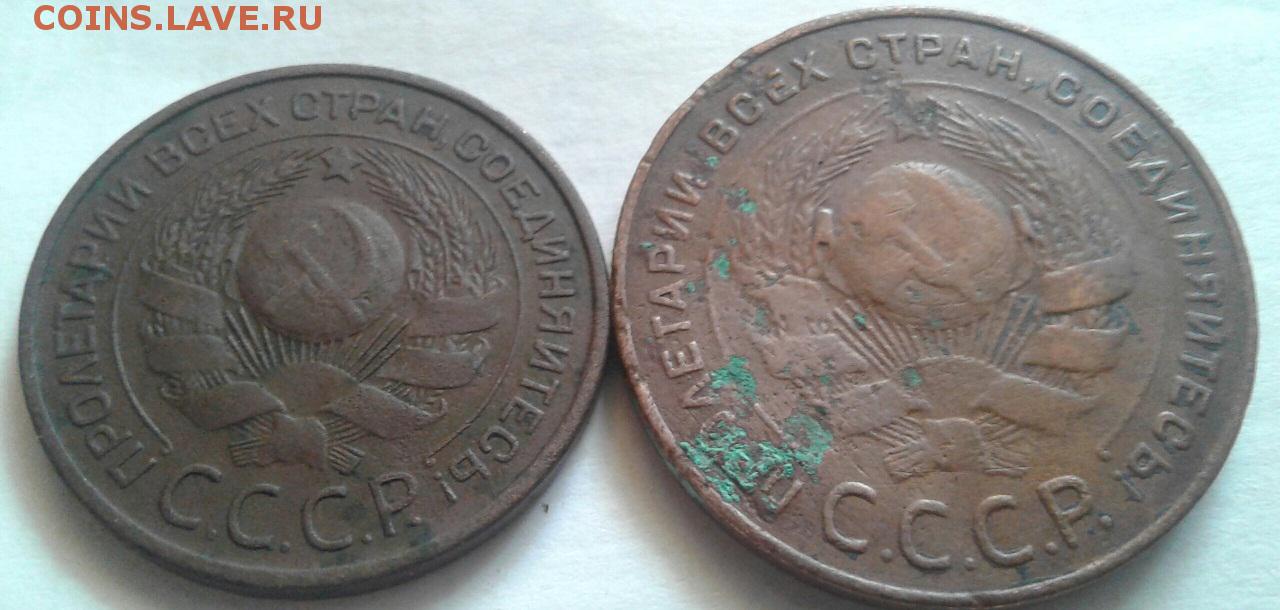 COINS.LAVE.RU
ПРОЛЕТАРИИ ВСЕХ СТРАН, СОЕДИНЯЙТЕСЬ!
С.С.С.Р.
ЛЕТАРИИ ВСЕХ СТРАН, СОЕДИНЯЙТЕСЬ!
С.С.С.Р.